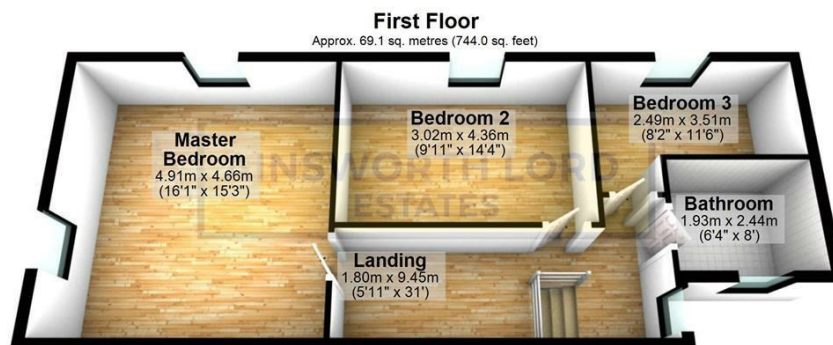 First Floor
Approx. 69.1 sq. metres (744.0 sq. feet)
Master
Bedroom
4.91m x 4.66m
(16'1" x 15'3")
Bedroom 2
3.02m x 4.36m
(9'11" x 14'4")
Bedroom 3
2.49m x 3.51m
(8'2" x 11'6")
Bathroom
1.93m x 2.44m
(6'4" x 8')
Landing
1.80m x 9.45m
(5'11" x 31')
INSWORTH LORD
ESTATES